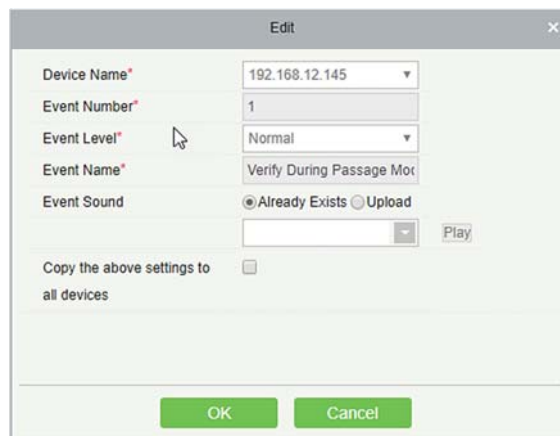 Edit ×
Device Name* 192.168.12.145
Event Number* 1
Event Level* Normal
Event Name* Verify During Passage Mod
Event Sound Already Exists Upload
Play
Copy the above settings to
all devices
OK Cancel